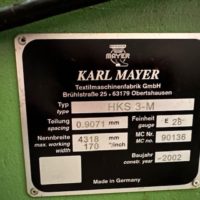 KARL
MAYER
KARL MAYER
Textilmaschinenfabrik GmbH
Brühlstraße 25 • 63179 Obertshausen
Typ
type HKS 3-M
Teilung
spacing 0.9071 mm Feinheit
gauge E 28
Nennbreite
max. working
width 4318 mm
170 "/inch MC Nr.
MC No. 90136
Baujahr
constr. year -2002
Made in Germany